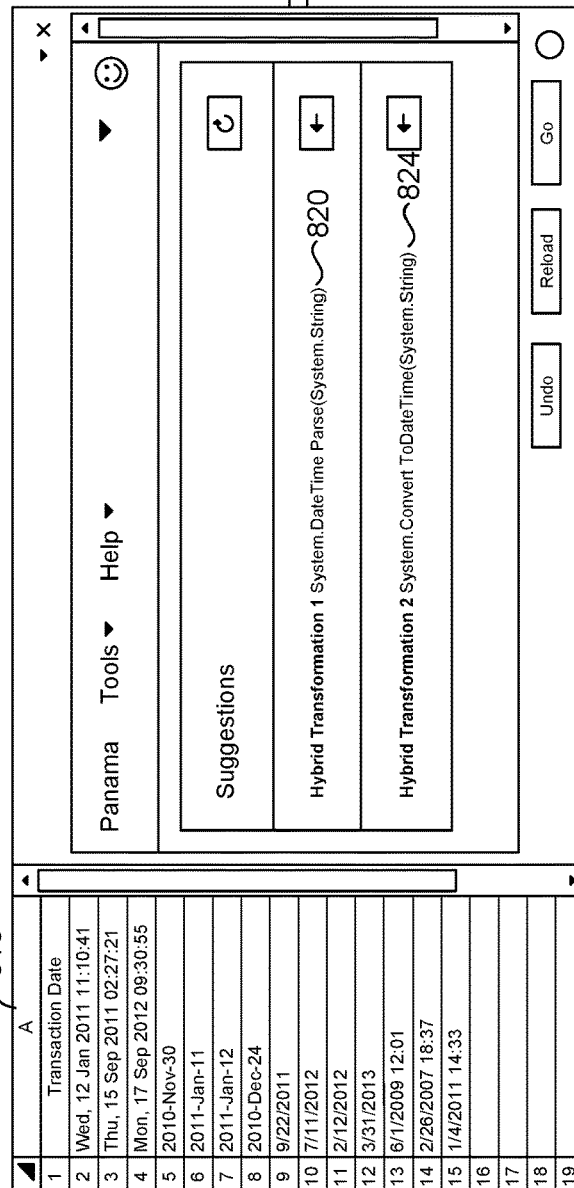 A
1 Transaction Date
2 Wed, 12 Jan 2011 11:10:41
3 Thu, 15 Sep 2011 02:27:21
4 Mon, 17 Sep 2012 09:30:55
5 2010-Nov-30
6 2011-Jan-11
7 2011-Jan-12
8 2010-Dec-24
9 9/22/2011
10 7/11/2012
11 2/12/2012
12 3/31/2013
13 6/1/2009 12:01
14 2/26/2007 18:37
15 1/4/2011 14:33
16
17
18
19
Panama Tools Help
Suggestions
Hybrid Transformation 1 System.DateTime Parse(System.String) 820
Hybrid Transformation 2 System.Convert ToDateTime(System.String) 824
Undo Reload Go